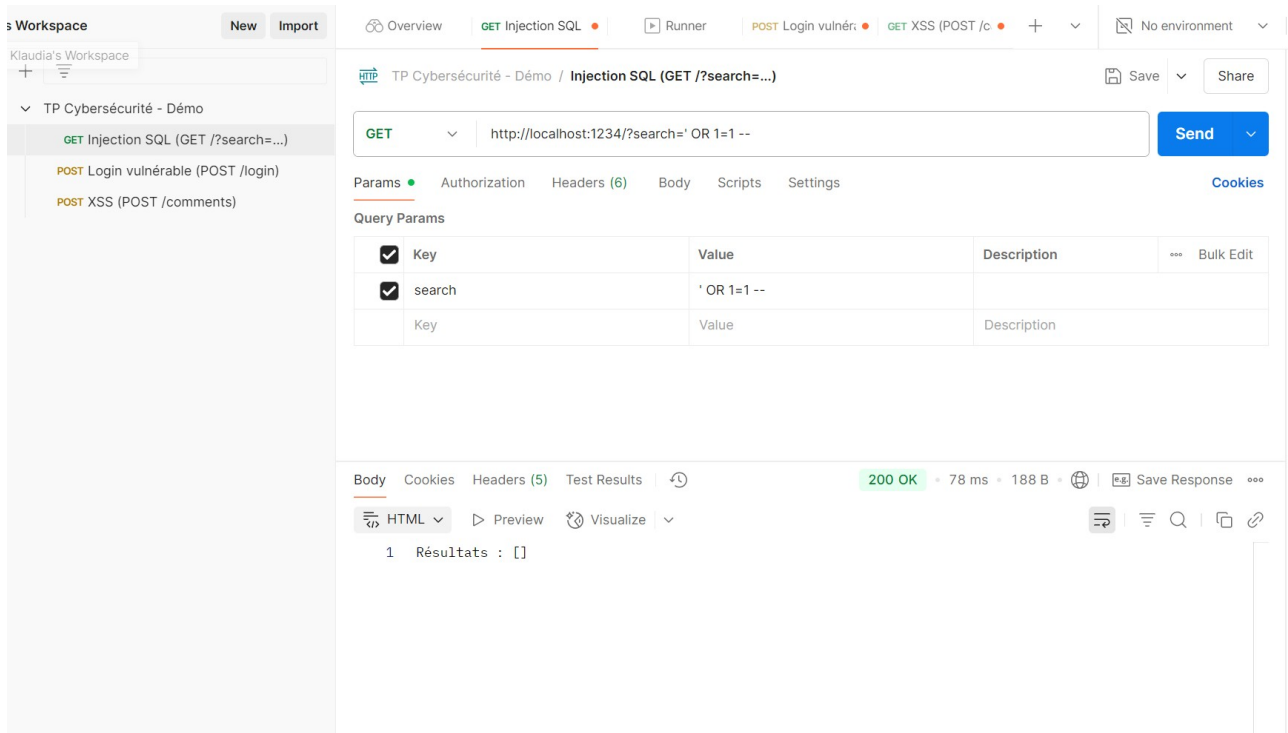 s Workspace
New
Import
Overview
GET Injection SQL
Runner
POST Login vulnéra
GET XSS (POST /c
No environment
Klaudia's Workspace
TP Cybersécurité - Démo
GET Injection SQL (GET /?search=...)
POST Login vulnérable (POST /login)
POST XSS (POST /comments)
HTTP TP Cybersécurité - Démo / Injection SQL (GET /?search=...)
Save
Share
GET http://localhost:1234/?search=' OR 1=1 --
Send
Params Authorization Headers (6) Body Scripts Settings
Cookies
Query Params
Key Value Description Bulk Edit
search ' OR 1=1 --
Key Value Description
Body Cookies Headers (5) Test Results
200 OK 78 ms 188 B e.g. Save Response
HTML Preview Visualize
1 Résultats : []